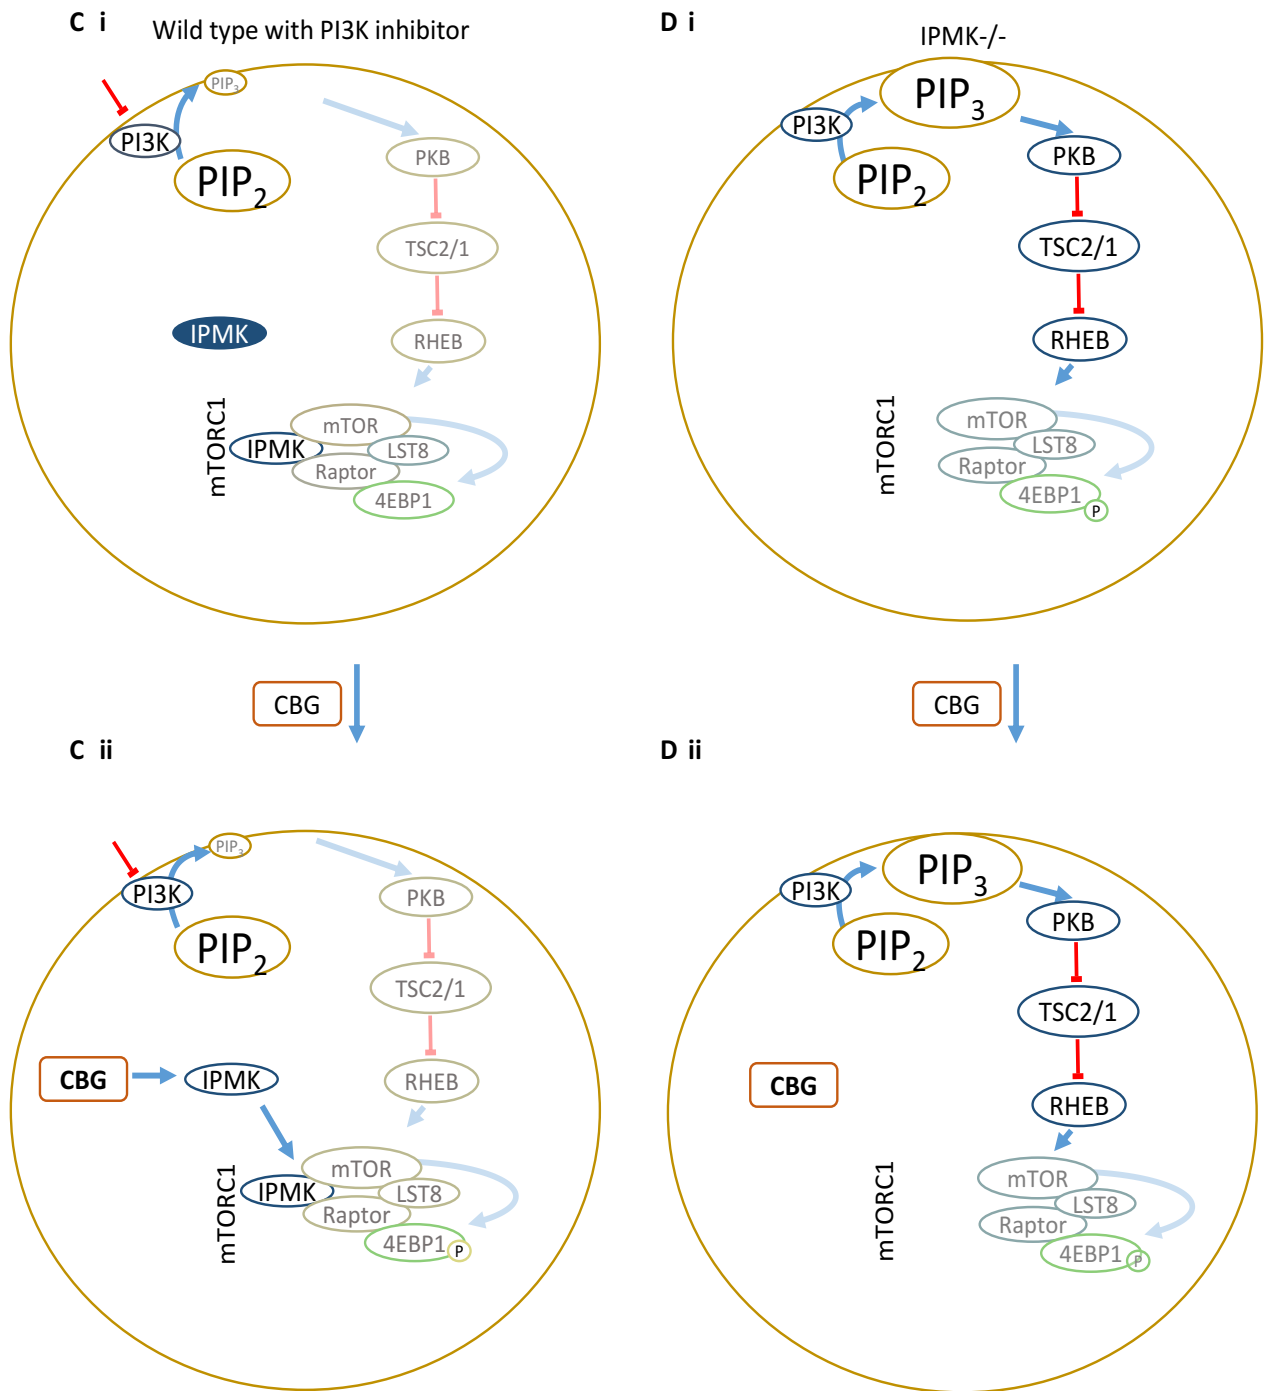 C i
Wild type with PI3K inhibitor
PIP3
PI3K
PIP2
PKB
TSC2/1
IPMK
RHEB
mTORC1
mTOR
IPMK
LST8
Raptor
4EBP1
D i
IPMK-/-
PIP3
PI3K
PIP2
PKB
TSC2/1
RHEB
mTORC1
mTOR
LST8
Raptor
4EBP1
P
CBG
CBG
C ii
PIP3
PI3K
PIP2
PKB
TSC2/1
CBG
IPMK
RHEB
mTORC1
mTOR
IPMK
LST8
Raptor
4EBP1
P
D ii
PIP3
PI3K
PIP2
PKB
TSC2/1
CBG
RHEB
mTORC1
mTOR
LST8
Raptor
4EBP1
P